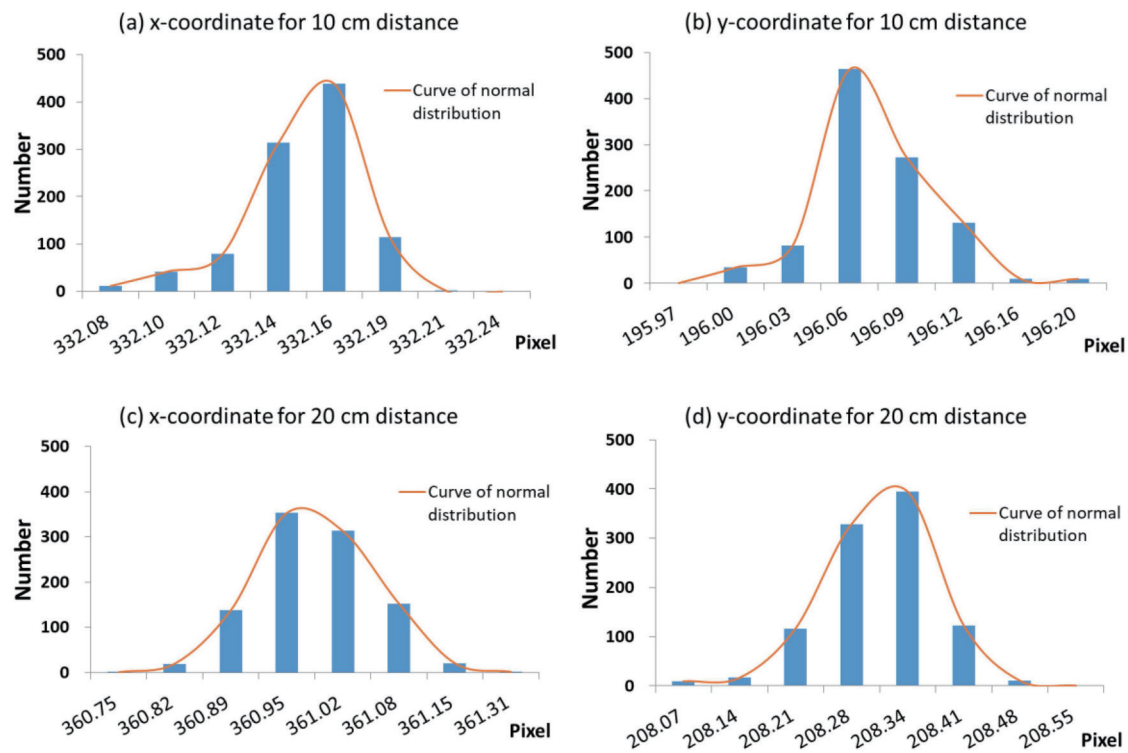 (a) x-coordinate for 10 cm distance
500
400
300
200
100
0
Number
Curve of normal
distribution
332.08 332.10 332.12 332.14 332.16 332.19 332.21 332.24
Pixel
(b) y-coordinate for 10 cm distance
500
400
300
200
100
0
Number
Curve of normal
distribution
195.97 196.00 196.03 196.06 196.09 196.12 196.16 196.20
Pixel
(c) x-coordinate for 20 cm distance
500
400
300
200
100
0
Number
Curve of normal
distribution
360.75 360.82 360.89 360.95 361.02 361.08 361.15 361.31
Pixel
(d) y-coordinate for 20 cm distance
500
400
300
200
100
0
Number
Curve of normal
distribution
208.07 208.14 208.21 208.28 208.34 208.41 208.48 208.55
Pixel